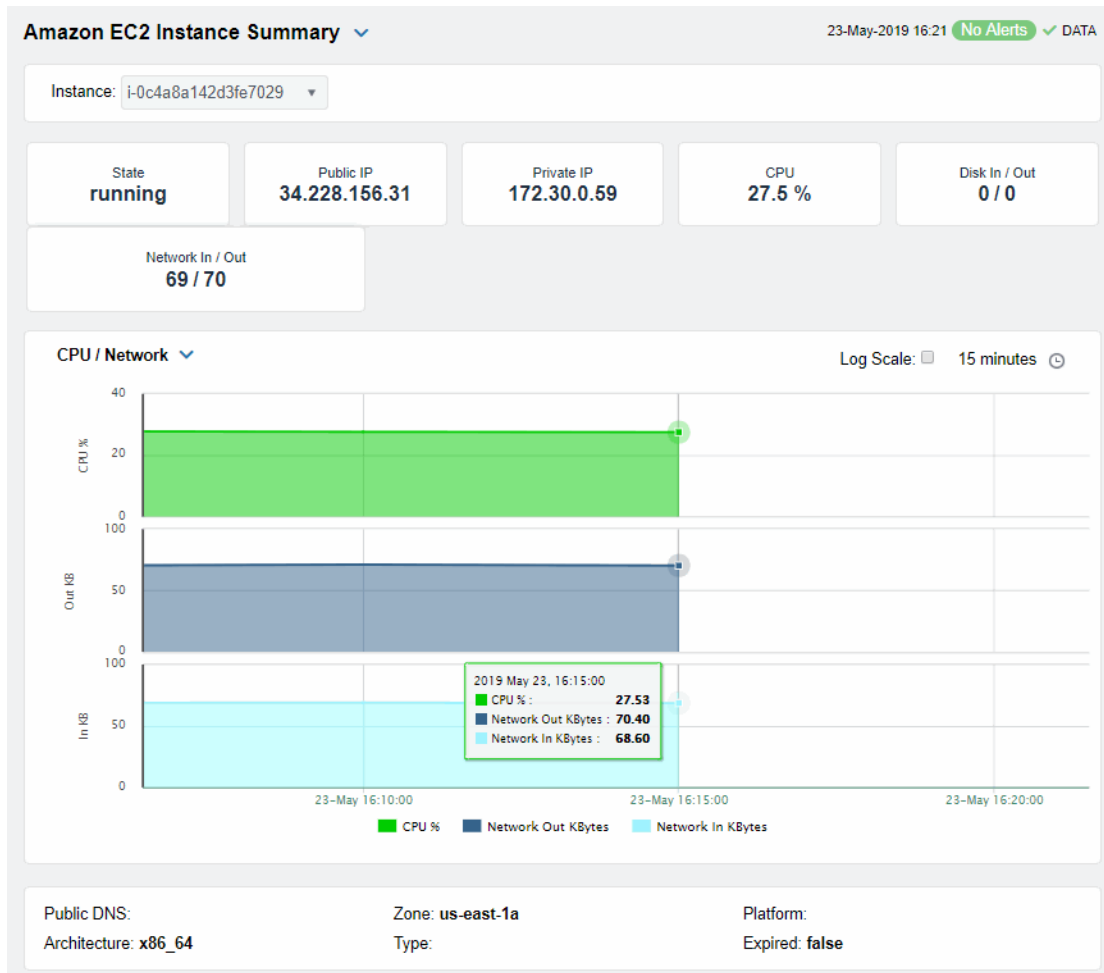 Amazon EC2 Instance Summary
23-May-2019 16:21 No Alerts DATA
Instance: i-0c4a8a142d3fe7029
State
running
Public IP
34.228.156.31
Private IP
172.30.0.59
CPU
27.5 %
Disk In / Out
0 / 0
Network In / Out
69 / 70
CPU / Network
Log Scale: 15 minutes
40
20
0
CPU %
100
50
0
Out KB
100
50
0
In KB
2019 May 23, 16:15:00
CPU % : 27.53
Network Out KBytes : 70.40
Network In KBytes : 68.60
23-May 16:10:00 23-May 16:15:00 23-May 16:20:00
CPU % Network Out KBytes Network In KBytes
Public DNS: Zone: us-east-1a Platform:
Architecture: x86_64 Type: Expired: false